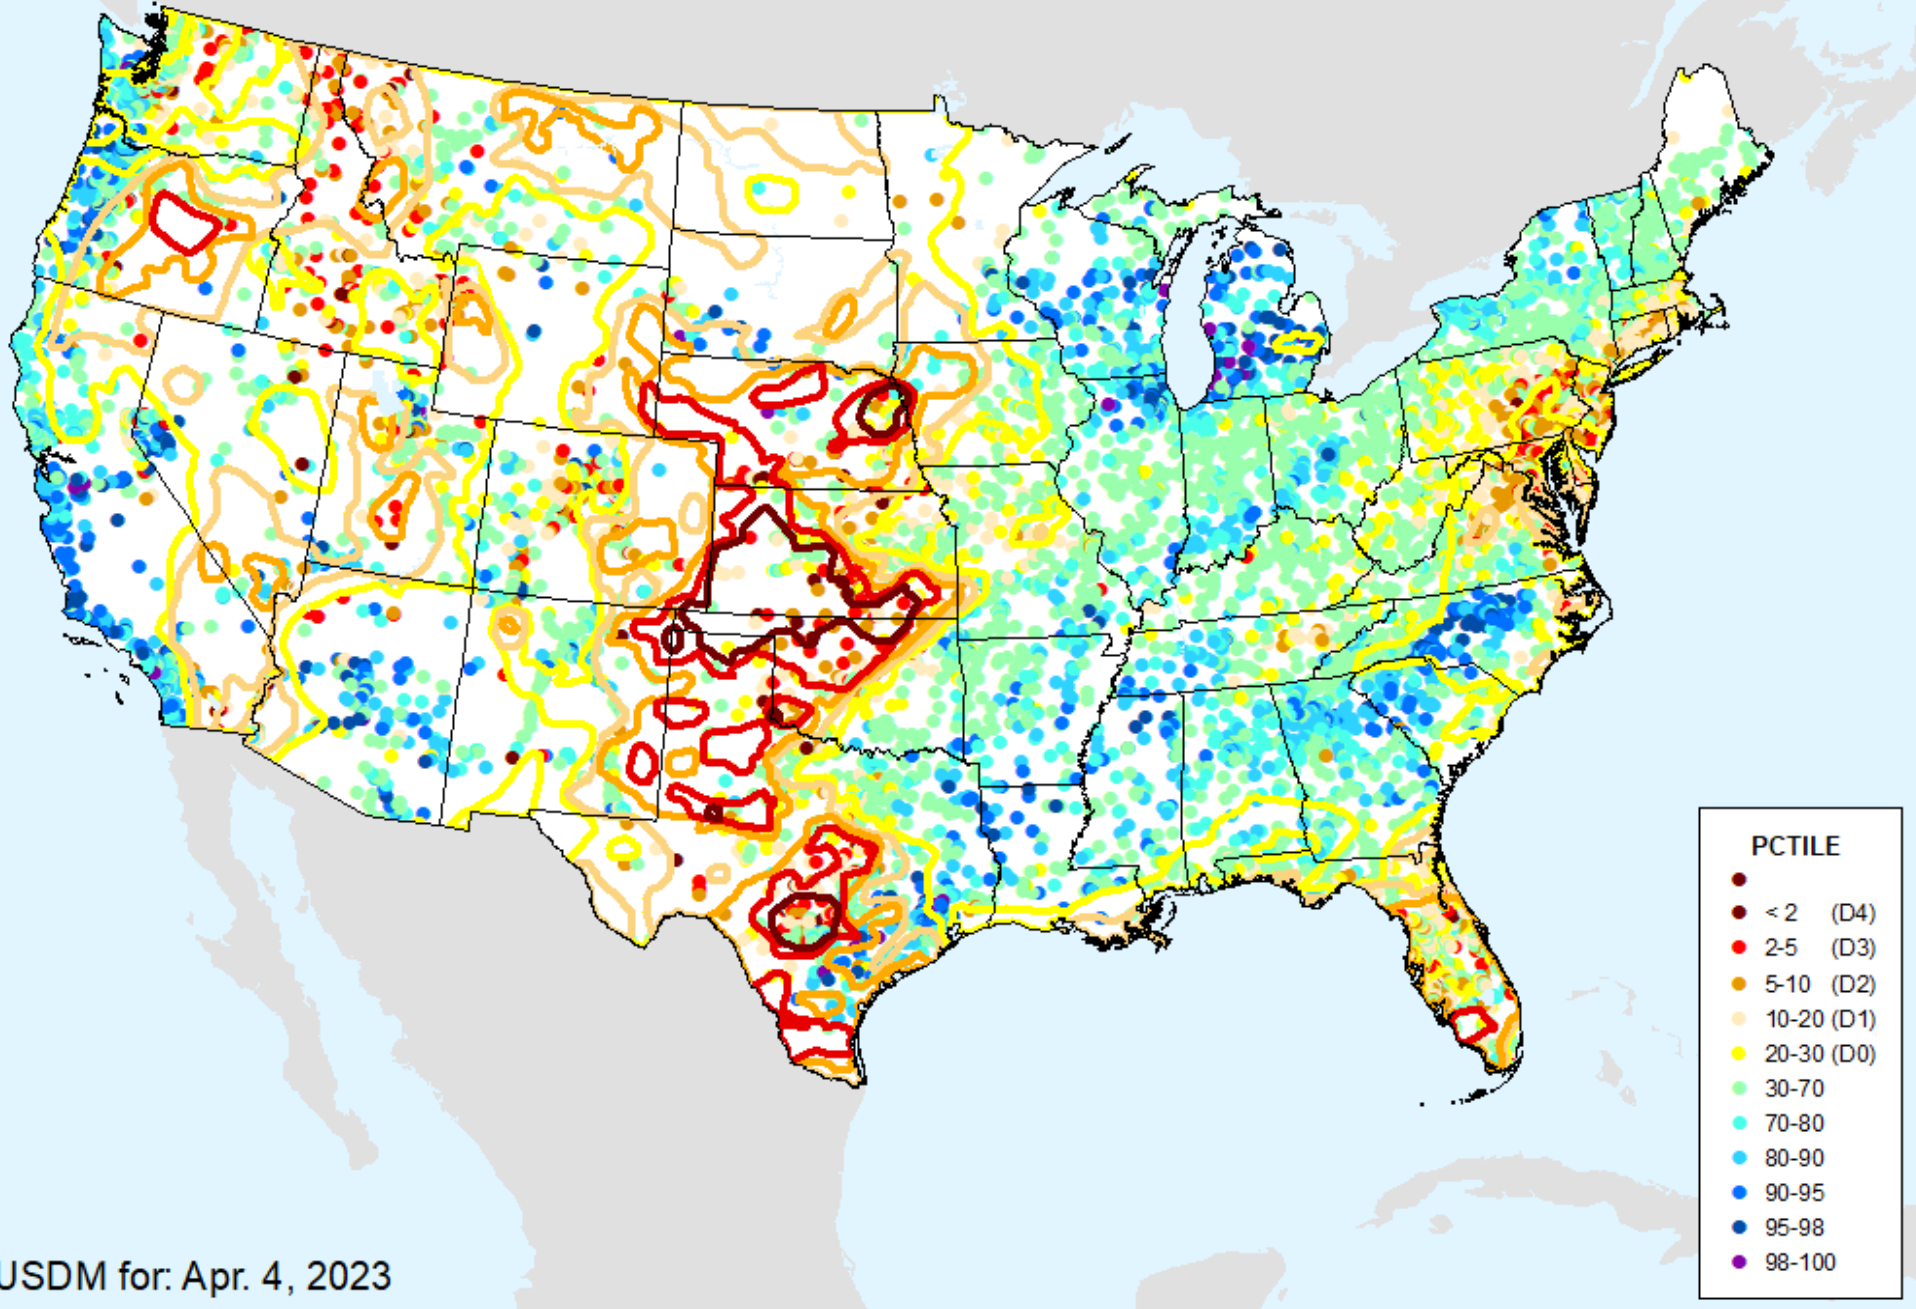 PCTILE
< 2 (D4)
2-5 (D3)
5-10 (D2)
10-20 (D1)
20-30 (D0)
30-70
70-80
80-90
90-95
95-98
98-100
USDM for: Apr. 4, 2023